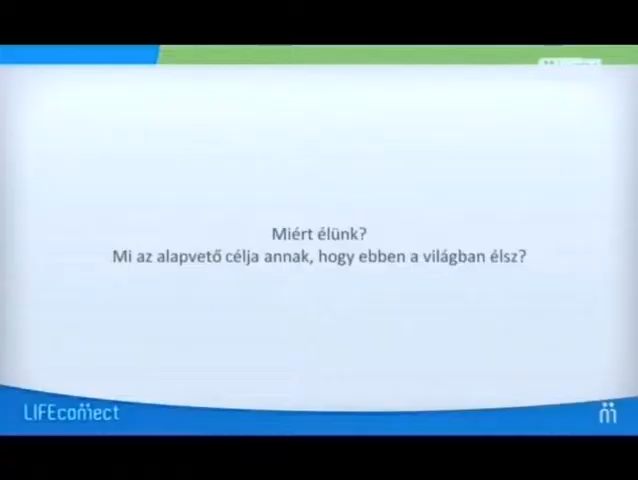 Miért élünk?
Mi az alapvető célja annak, hogy ebben a világban élsz?
LIFEconnect